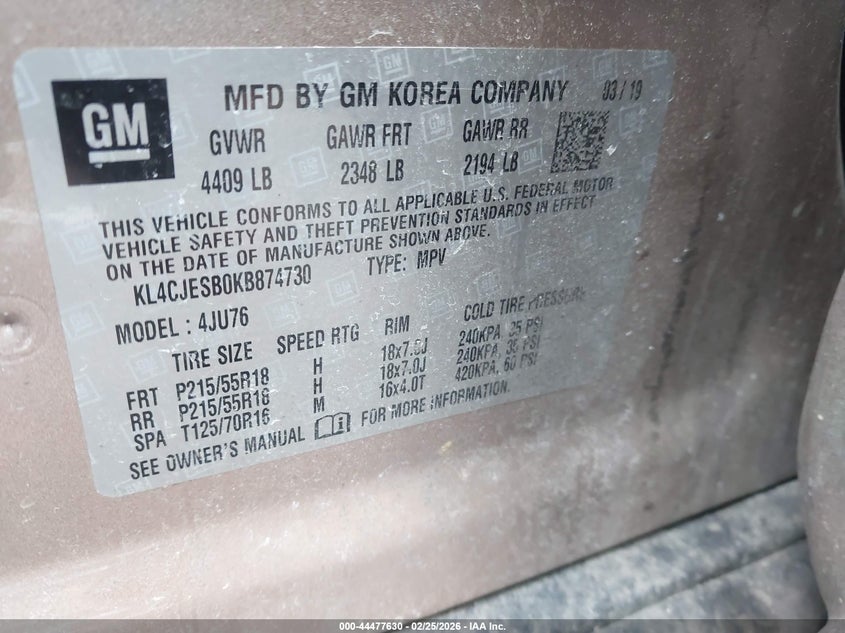 GM
MFD BY GM KOREA COMPANY 03/19
GVWR GAWR FRT GAWR RR
4409 LB 2348 LB 2194 LB
THIS VEHICLE CONFORMS TO ALL APPLICABLE U.S. FEDERAL MOTOR
VEHICLE SAFETY AND THEFT PREVENTION STANDARDS IN EFFECT
ON THE DATE OF MANUFACTURE SHOWN ABOVE.
KL4CJESB0KB874730 TYPE: MPV
MODEL: 4JU76
TIRE SIZE SPEED RTG RIM COLD TIRE PRESSURE
FRT P215/55R18 H 18x7.0J 240KPA, 35 PSI
RR P215/55R18 H 18x7.0J 240KPA, 35 PSI
SPA T125/70R16 M 16x4.0T 420KPA, 60 PSI
SEE OWNER'S MANUAL FOR MORE INFORMATION.
000-44477630 - 02/25/2026 - IAA Inc.